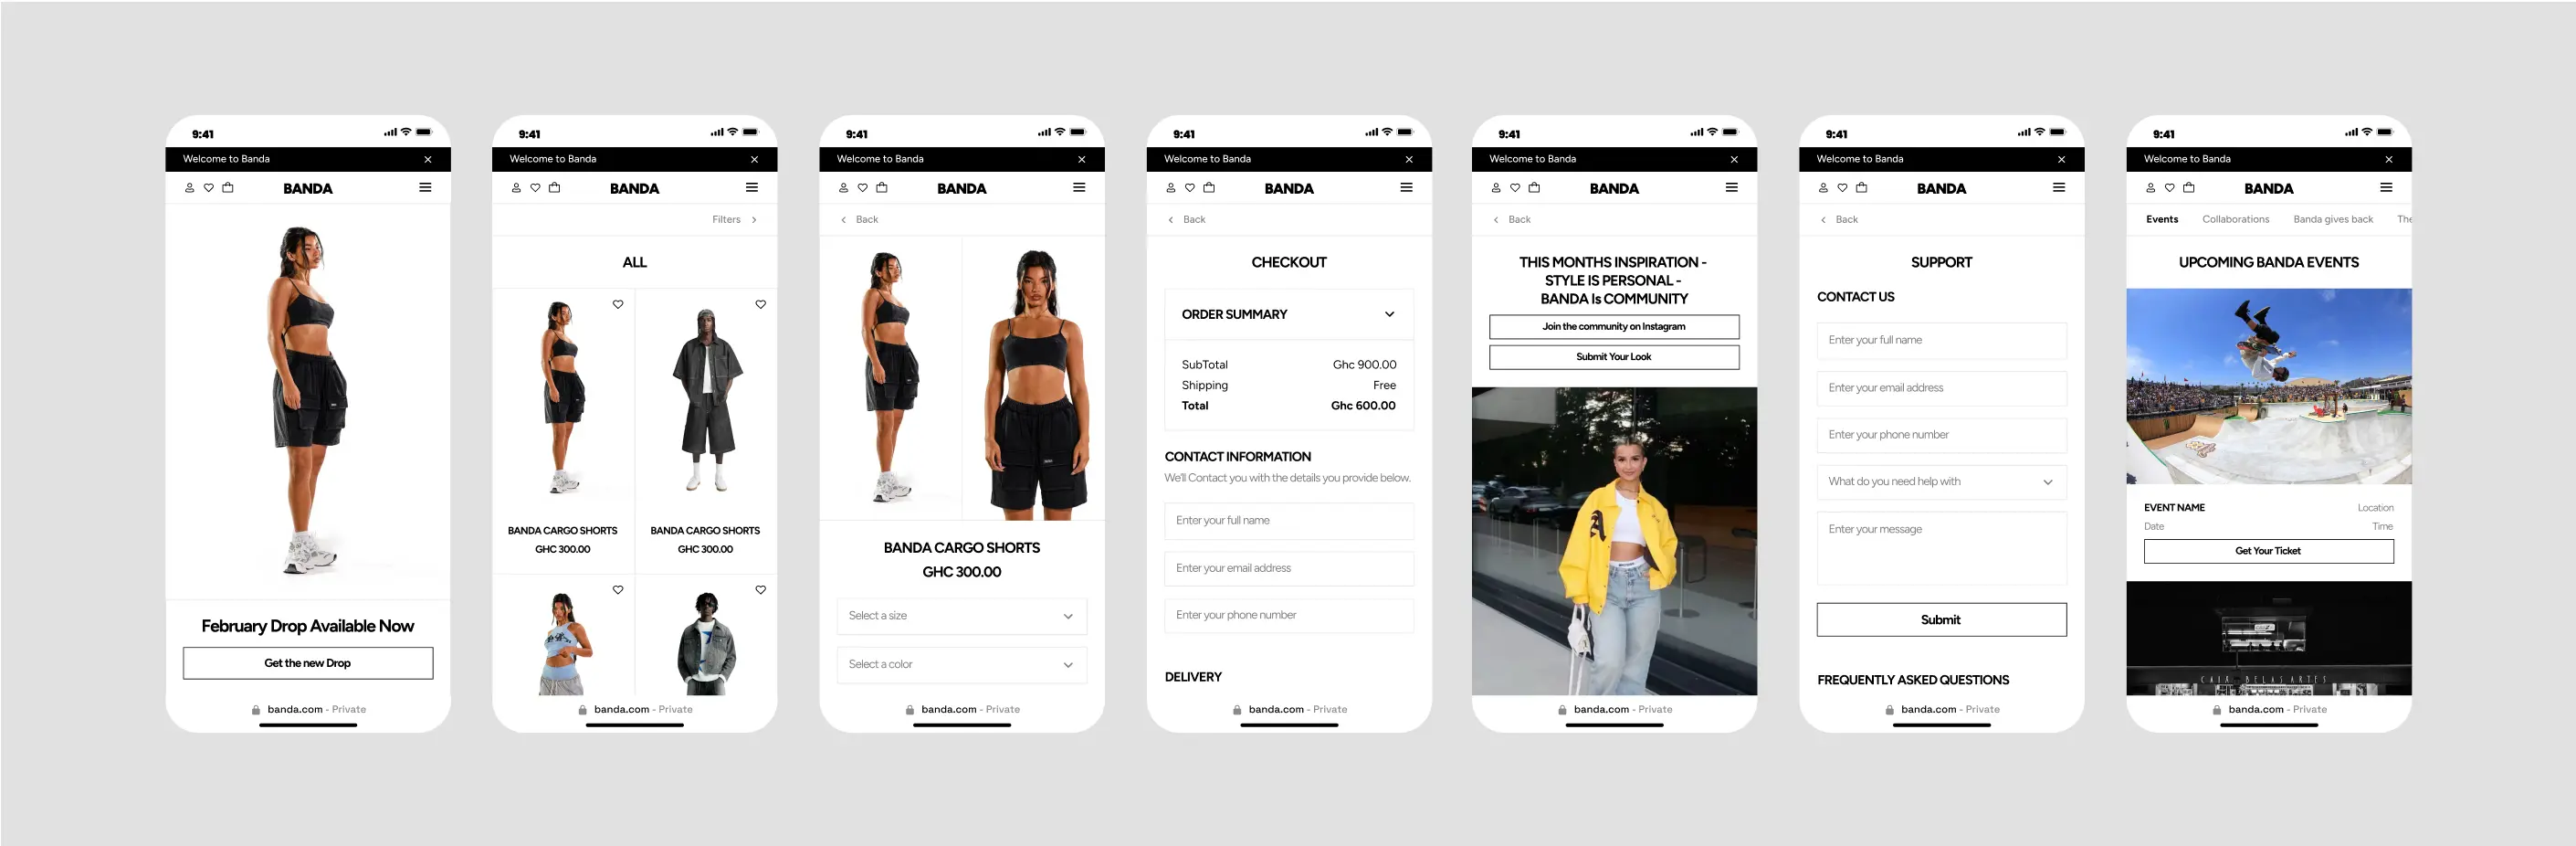 9:41
Welcome to Banda
BANDA
February Drop Available Now
Get the new Drop
banda.com - Private
9:41
Welcome to Banda
BANDA
Filters
ALL
BANDA CARGO SHORTS
GHC 300.00
BANDA CARGO SHORTS
GHC 300.00
banda.com - Private
9:41
Welcome to Banda
BANDA
Back
BANDA CARGO SHORTS
GHC 300.00
Select a size
Select a color
banda.com - Private
9:41
Welcome to Banda
BANDA
Back
CHECKOUT
ORDER SUMMARY
SubTotal Ghc 900.00
Shipping Free
Total Ghc 600.00
CONTACT INFORMATION
We'll Contact you with the details you provide below.
Enter your full name
Enter your email address
Enter your phone number
DELIVERY
banda.com - Private
9:41
Welcome to Banda
BANDA
Back
THIS MONTHS INSPIRATION -
STYLE IS PERSONAL -
BANDA Is COMMUNITY
Join the community on Instagram
Submit Your Look
A
banda.com - Private
9:41
Welcome to Banda
BANDA
Back
SUPPORT
CONTACT US
Enter your full name
Enter your email address
Enter your phone number
What do you need help with
Enter your message
Submit
FREQUENTLY ASKED QUESTIONS
banda.com - Private
9:41
Welcome to Banda
BANDA
Events Collaborations Banda gives back The
UPCOMING BANDA EVENTS
EVENT NAME Location
Date Time
Get Your Ticket
BELAS ARTES
banda.com - Private